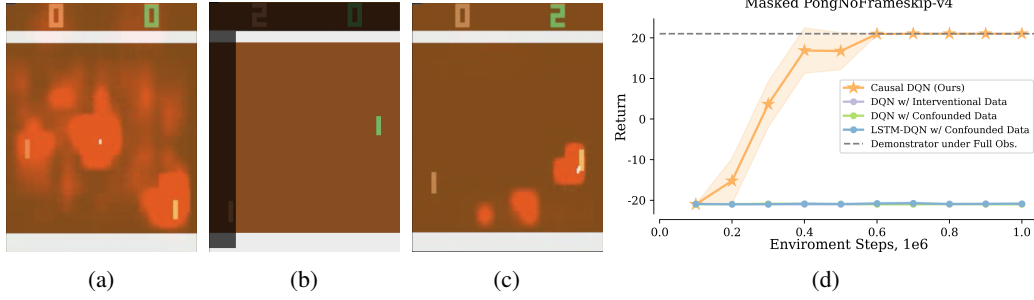 0 0
2 0
0 2
(a)
(b)
(c)
Masked PongNoFrameskip-v4
Return
20
10
0
-10
-20
Causal DQN (Ours)
DQN w/ Interventional Data
DQN w/ Confounded Data
LSTM-DQN w/ Confounded Data
Demonstrator under Full Obs.
0.0 0.2 0.4 0.6 0.8 1.0
Enviroment Steps, 1e6
(d)